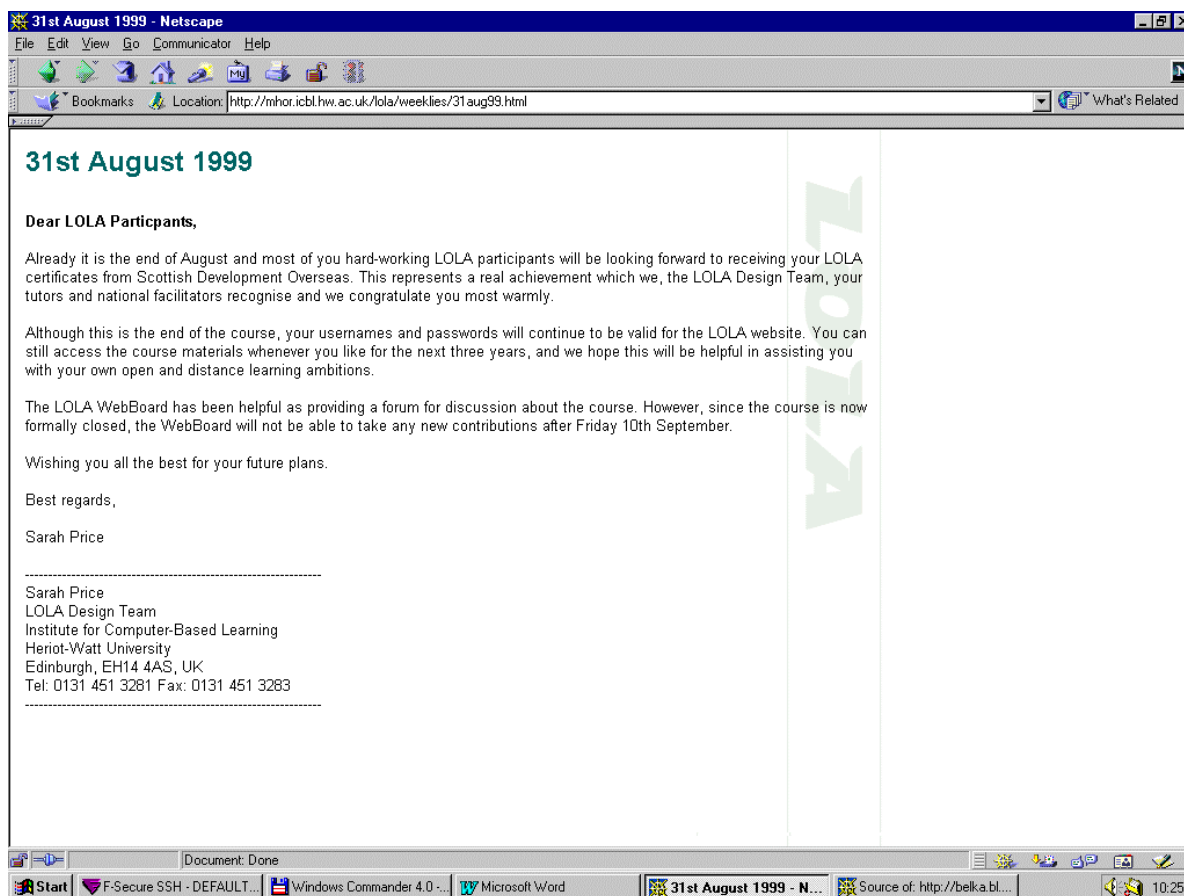 31st August 1999 - Netscape
File Edit View Go Communicator Help
My
Bookmarks Location: http://mhor.icbl.hw.ac.uk/lola/weeklies/31aug99.html What's Related
N
31st August 1999
Dear LOLA Particpants,
Already it is the end of August and most of you hard-working LOLA participants will be looking forward to receiving your LOLA
certificates from Scottish Development Overseas. This represents a real achievement which we, the LOLA Design Team, your
tutors and national facilitators recognise and we congratulate you most warmly.
Although this is the end of the course, your usernames and passwords will continue to be valid for the LOLA website. You can
still access the course materials whenever you like for the next three years, and we hope this will be helpful in assisting you
with your own open and distance learning ambitions.
The LOLA WebBoard has been helpful as providing a forum for discussion about the course. However, since the course is now
formally closed, the WebBoard will not be able to take any new contributions after Friday 10th September.
Wishing you all the best for your future plans.
Best regards,
Sarah Price
----------------------------------------------------------------
Sarah Price
LOLA Design Team
Institute for Computer-Based Learning
Heriot-Watt University
Edinburgh, EH14 4AS, UK
Tel: 0131 451 3281 Fax: 0131 451 3283
----------------------------------------------------------------
LOLA
Document: Done
Start F-Secure SSH - DEFAULT... Windows Commander 4.0 -... Microsoft Word 31st August 1999 - N... Source of: http://belka.bl.... 10:25